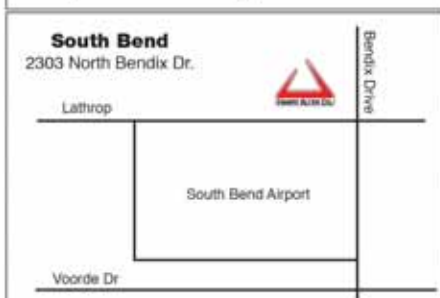 South Bend
2303 North Bendix Dr.
Bendix Drive
Lathrop
South Bend Airport
Voorde Dr